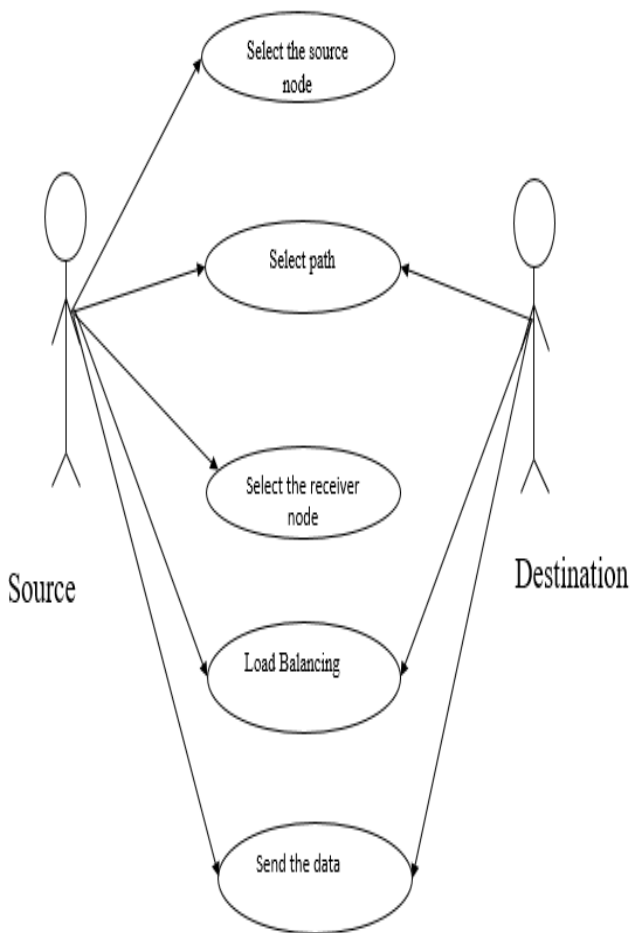 Select the source
node
Select path
Select the receiver
node
Source
Destination
Load Balancing
Send the data